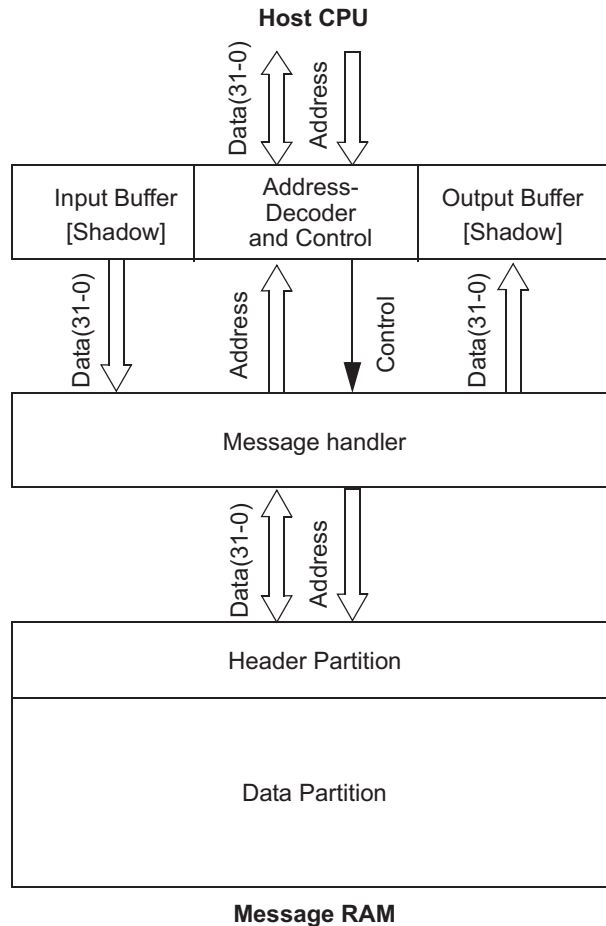 Host CPU
Data(31-0)
Address
Input Buffer
[Shadow]
Address-
Decoder
and Control
Output Buffer
[Shadow]
Data(31-0)
Address
Control
Data(31-0)
Message handler
Data(31-0)
Address
Header Partition
Data Partition
Message RAM